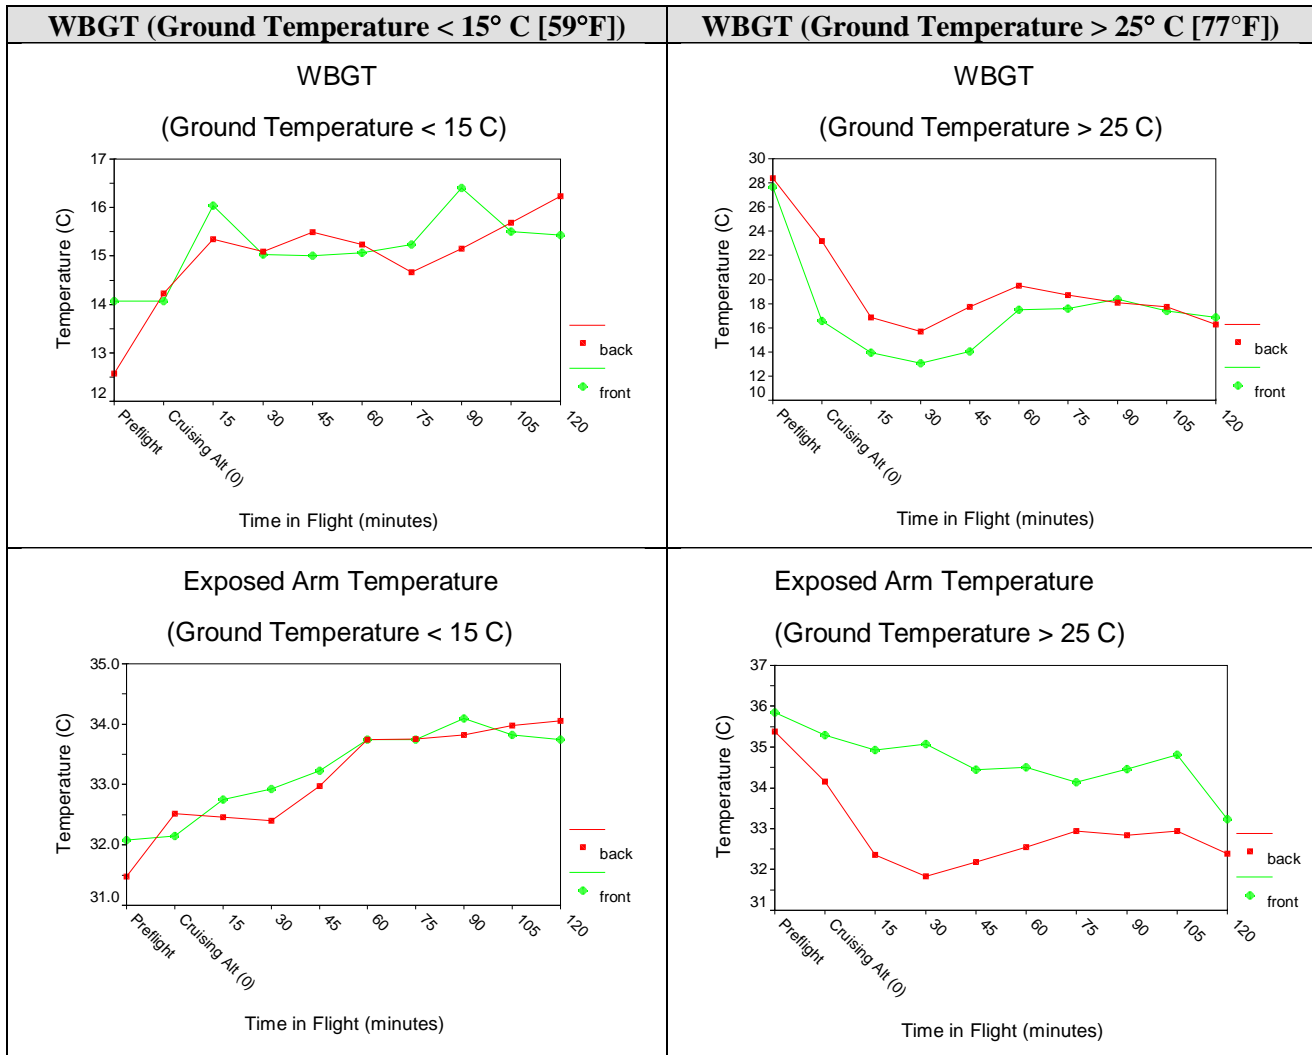 WBGT (Ground Temperature < 15° C [59°F])
WBGT (Ground Temperature > 25° C [77°F])
WBGT
(Ground Temperature < 15 C)
Temperature (C)
17
16
15
14
13
12
Preflight
Cruising Alt (0)
15
30
45
60
75
90
105
120
Time in Flight (minutes)
back
front
WBGT
(Ground Temperature > 25 C)
Temperature (C)
30
28
26
24
22
20
18
16
14
12
10
Preflight
Cruising Alt (0)
15
30
45
60
75
90
105
120
Time in Flight (minutes)
back
front
Exposed Arm Temperature
(Ground Temperature < 15 C)
Temperature (C)
35.0
34.0
33.0
32.0
31.0
Preflight
Cruising Alt (0)
15
30
45
60
75
90
105
120
Time in Flight (minutes)
back
front
Exposed Arm Temperature
(Ground Temperature > 25 C)
Temperature (C)
37
36
35
34
33
32
31
Preflight
Cruising Alt (0)
15
30
45
60
75
90
105
120
Time in Flight (minutes)
back
front